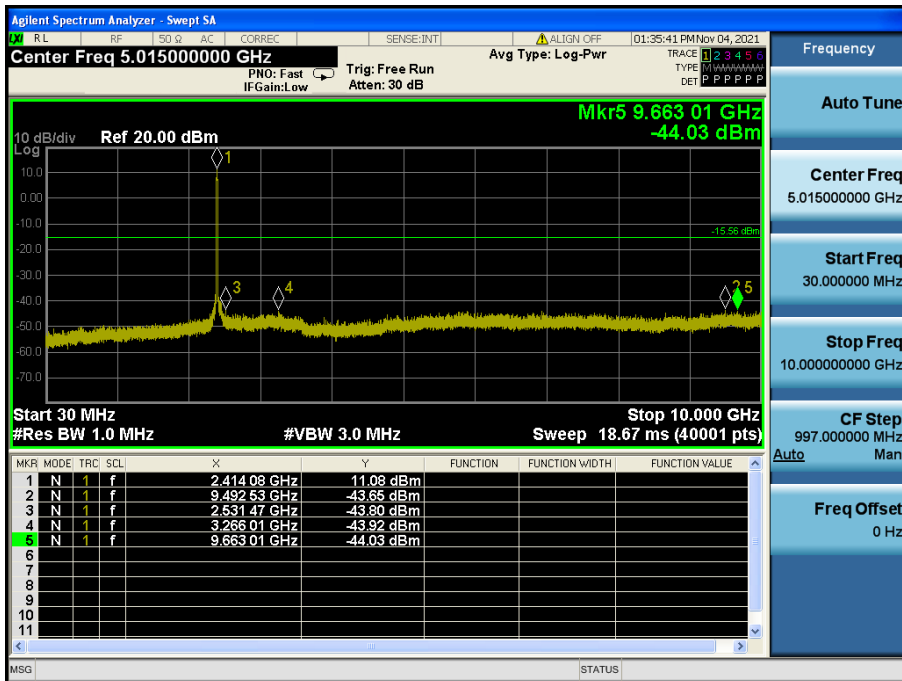 Agilent Spectrum Analyzer - Swept SA
LXI RL RF 50 Ω AC CORREC SENSE:INT ALIGN OFF 01:35:41 PM Nov 04, 2021
Center Freq 5.015000000 GHz
PNO: Fast
IFGain:Low
Trig: Free Run
Atten: 30 dB
Avg Type: Log-Pwr
TRACE 1 2 3 4 5 6
TYPE M WWWWW
DET P P P P P P
Mkr5 9.663 01 GHz
-44.03 dBm
10 dB/div Ref 20.00 dBm
Log
10.0
0.00
-10.0
-20.0
-30.0
-40.0
-50.0
-60.0
-70.0
1
3
4
2 5
-15.56 dBm
Start 30 MHz Stop 10.000 GHz
#Res BW 1.0 MHz #VBW 3.0 MHz Sweep 18.67 ms (40001 pts)
MKR MODE TRC SCL X Y FUNCTION FUNCTION WIDTH FUNCTION VALUE
1 N 1 f 2.414 08 GHz 11.08 dBm
2 N 1 f 9.492 53 GHz -43.65 dBm
3 N 1 f 2.531 47 GHz -43.80 dBm
4 N 1 f 3.266 01 GHz -43.92 dBm
5 N 1 f 9.663 01 GHz -44.03 dBm
6
7
8
9
10
11
MSG STATUS
Frequency
Auto Tune
Center Freq
5.015000000 GHz
Start Freq
30.000000 MHz
Stop Freq
10.000000000 GHz
CF Step
997.000000 MHz
Auto Man
Freq Offset
0 Hz